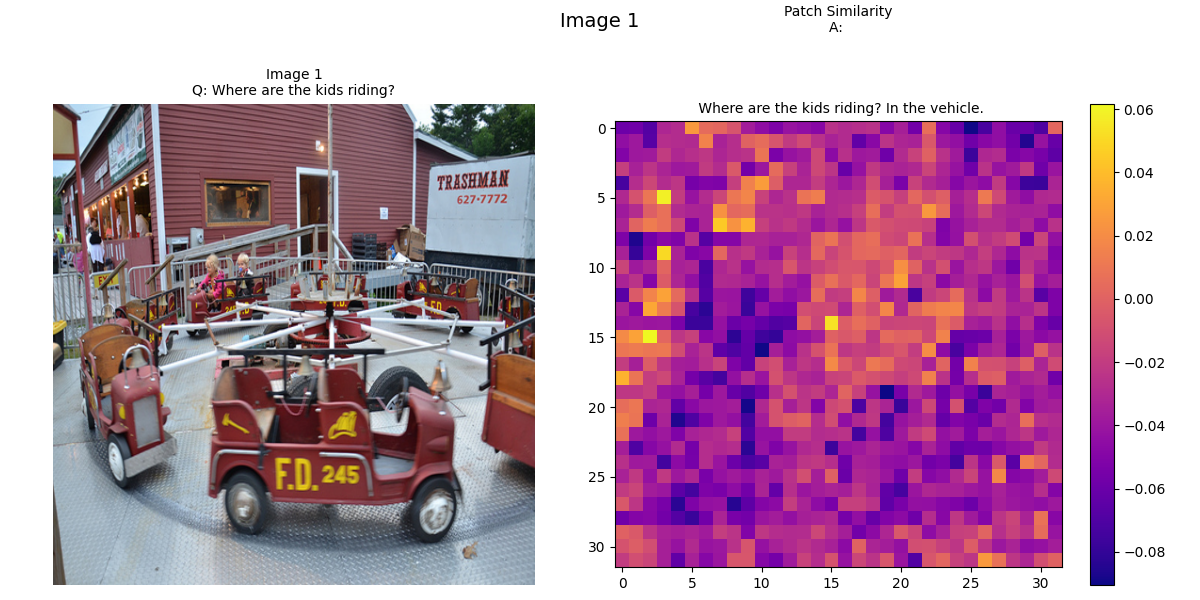 Image 1
Patch Similarity
A:
Image 1
Q: Where are the kids riding?
Where are the kids riding? In the vehicle.
TRASHMAN
627-7772
F.D. 245
0
5
10
15
20
25
30
0 5 10 15 20 25 30
0.06
0.04
0.02
0.00
−0.02
−0.04
−0.06
−0.08